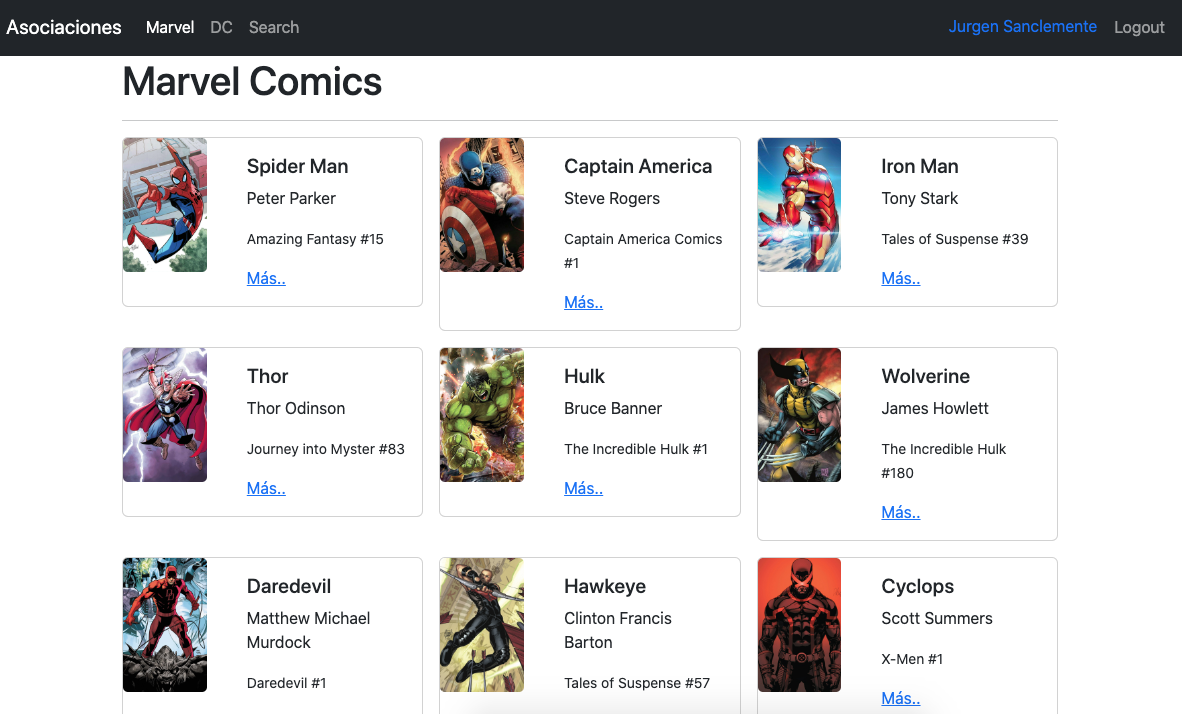 Asociaciones Marvel DC Search Jurgen Sanclemente Logout
Marvel Comics
Spider Man
Peter Parker
Amazing Fantasy #15
Más..
Captain America
Steve Rogers
Captain America Comics
#1
Más..
Iron Man
Tony Stark
Tales of Suspense #39
Más..
Thor
Thor Odinson
Journey into Myster #83
Más..
Hulk
Bruce Banner
The Incredible Hulk #1
Más..
Wolverine
James Howlett
The Incredible Hulk
#180
Más..
Daredevil
Matthew Michael
Murdock
Daredevil #1
Hawkeye
Clinton Francis
Barton
Tales of Suspense #57
Cyclops
Scott Summers
X-Men #1
Más..